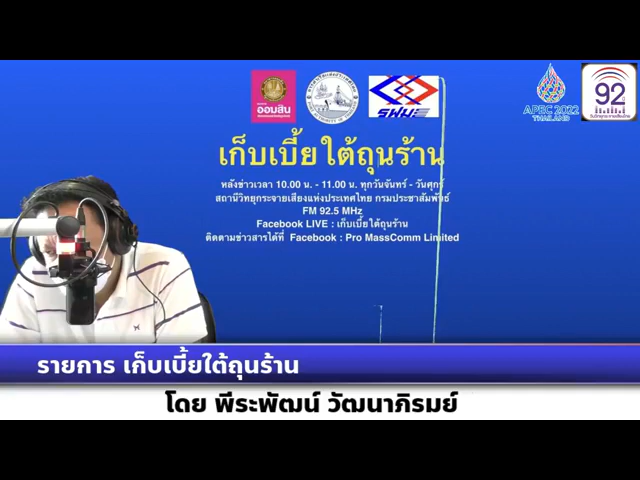 APEC 2022
THAILAND
92
ออมสิน
รฟม
เก็บเบี้ยใต้ถุนร้าน
หลังข่าวเวลา 10.00 น. - 11.00 น. ทุกวันจันทร์ - วันศุกร์
สถานีวิทยุกระจายเสียงแห่งประเทศไทย กรมประชาสัมพันธ์
FM 92.5 MHz
Facebook LIVE : เก็บเบี้ยใต้ถุนร้าน
ติดตามข่าวสารได้ที่ Facebook : Pro MassComm Limited
รายการ เก็บเบี้ยใต้ถุนร้าน
โดย พีระพัฒน์ วัฒนาภิรมย์